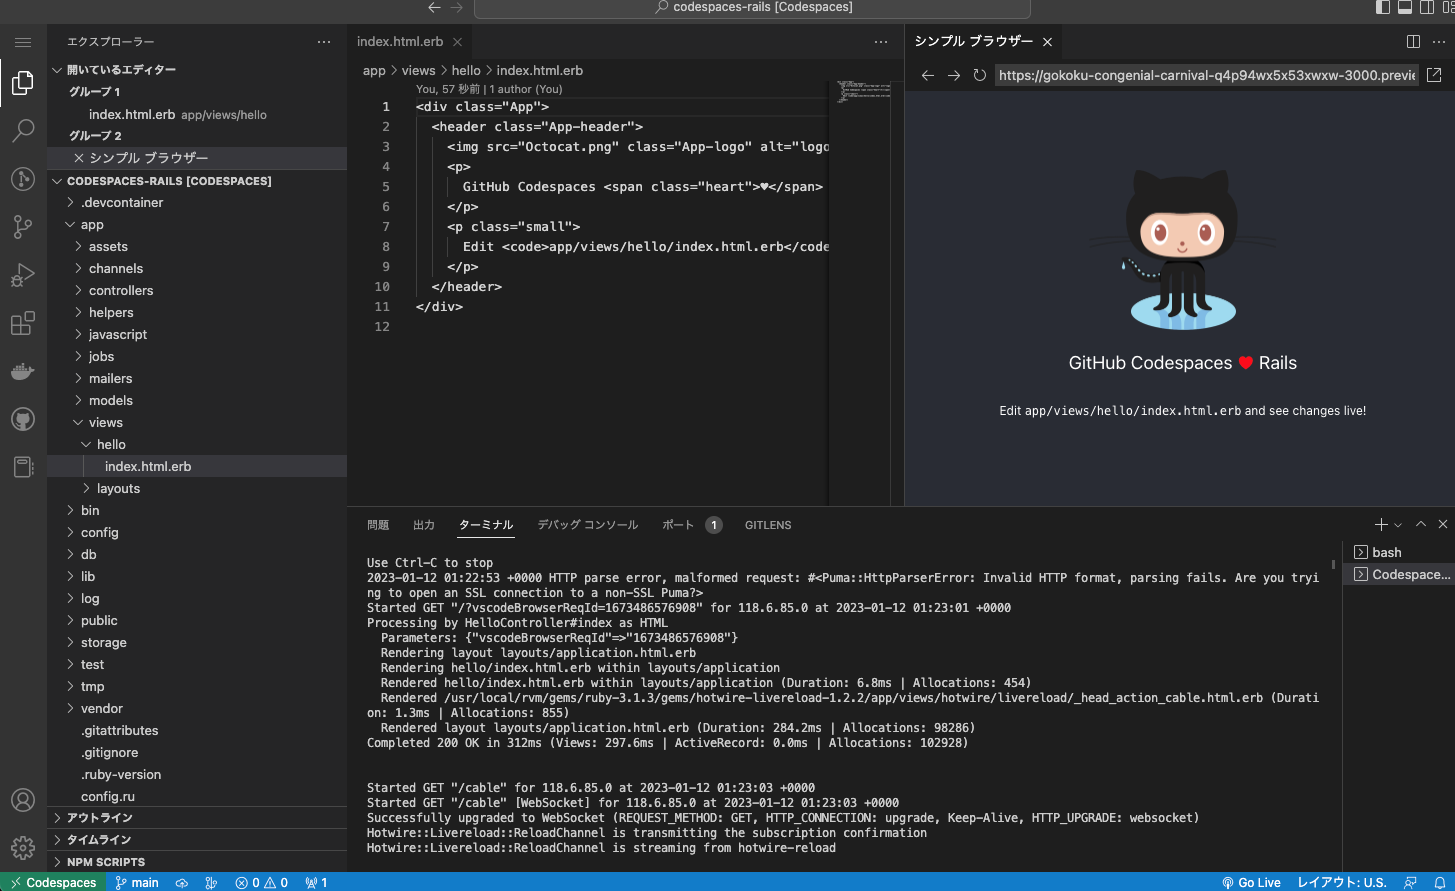 codespaces-rails [Codespaces]
エクスプローラー
開いているエディター
グループ 1
index.html.erb app/views/hello
グループ 2
シンプル ブラウザー
CODESPACES-RAILS [CODESPACES]
.devcontainer
app
assets
channels
controllers
helpers
javascript
jobs
mailers
models
views
hello
index.html.erb
layouts
bin
config
db
lib
log
public
storage
test
tmp
vendor
.gitattributes
.gitignore
.ruby-version
config.ru
アウトライン
タイムライン
NPM SCRIPTS
index.html.erb
app > views > hello > index.html.erb
You, 57 秒前 | 1 author (You)
1 <div class="App">
2 <header class="App-header">
3 <img src="Octocat.png" class="App-logo" alt="logo
4 <p>
5 GitHub Codespaces <span class="heart">♥</span>
6 </p>
7 <p class="small">
8 Edit <code>app/views/hello/index.html.erb</code
9 </p>
10 </header>
11 </div>
12
シンプル ブラウザー
https://gokoku-congenial-carnival-q4p94wx5x53xwxw-3000.previe
GitHub Codespaces ♥ Rails
Edit app/views/hello/index.html.erb and see changes live!
問題 出力 ターミナル デバッグ コンソール ポート 1 GITLENS
Use Ctrl-C to stop
2023-01-12 01:22:53 +0000 HTTP parse error, malformed request: #<Puma::HttpParserError: Invalid HTTP format, parsing fails. Are you tryi
ng to open an SSL connection to a non-SSL Puma?>
Started GET "/?vscodeBrowserReqId=1673486576908" for 118.6.85.0 at 2023-01-12 01:23:01 +0000
Processing by HelloController#index as HTML
Parameters: {"vscodeBrowserReqId"=>"1673486576908"}
Rendering layout layouts/application.html.erb
Rendering hello/index.html.erb within layouts/application
Rendered hello/index.html.erb within layouts/application (Duration: 6.8ms | Allocations: 454)
Rendered /usr/local/rvm/gems/ruby-3.1.3/gems/hotwire-livereload-1.2.2/app/views/hotwire/livereload/_head_action_cable.html.erb (Durati
on: 1.3ms | Allocations: 855)
Rendered layout layouts/application.html.erb (Duration: 284.2ms | Allocations: 98286)
Completed 200 OK in 312ms (Views: 297.6ms | ActiveRecord: 0.0ms | Allocations: 102928)
Started GET "/cable" for 118.6.85.0 at 2023-01-12 01:23:03 +0000
Started GET "/cable" [WebSocket] for 118.6.85.0 at 2023-01-12 01:23:03 +0000
Successfully upgraded to WebSocket (REQUEST_METHOD: GET, HTTP_CONNECTION: upgrade, Keep-Alive, HTTP_UPGRADE: websocket)
Hotwire::Livereload::ReloadChannel is transmitting the subscription confirmation
Hotwire::Livereload::ReloadChannel is streaming from hotwire-reload
bash
Codespace...
Codespaces main 0 0 1 Go Live レイアウト: U.S.